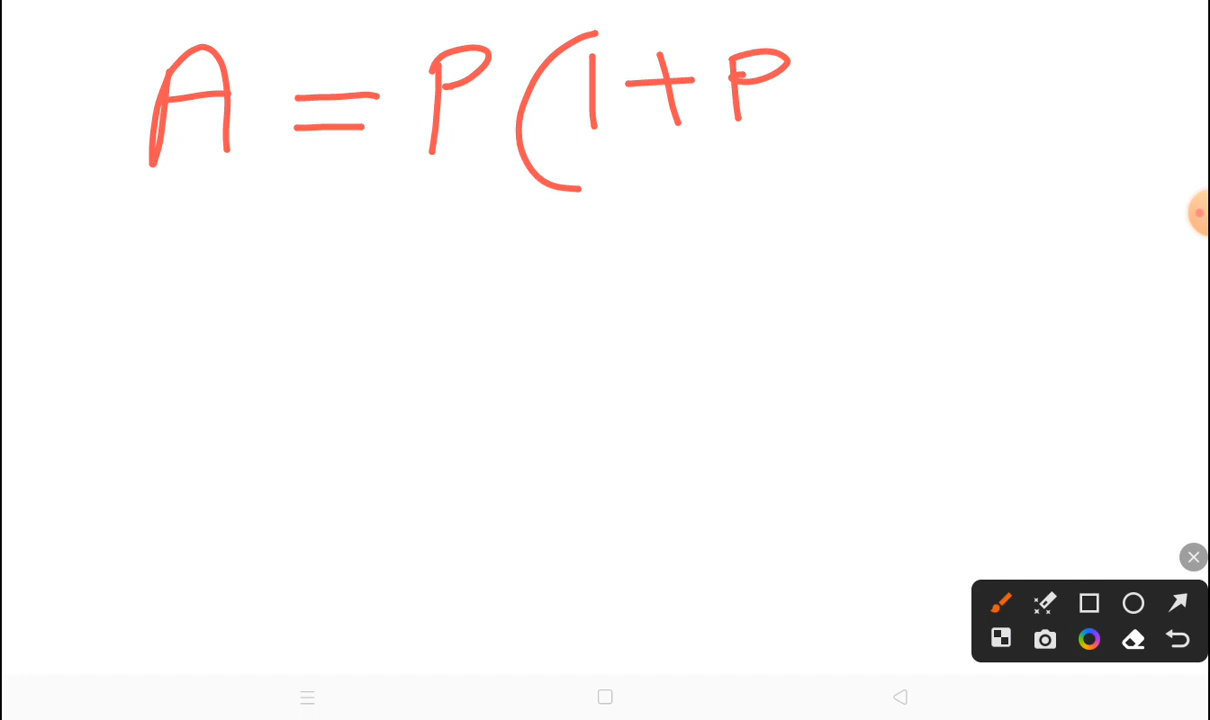 A = P(1+P